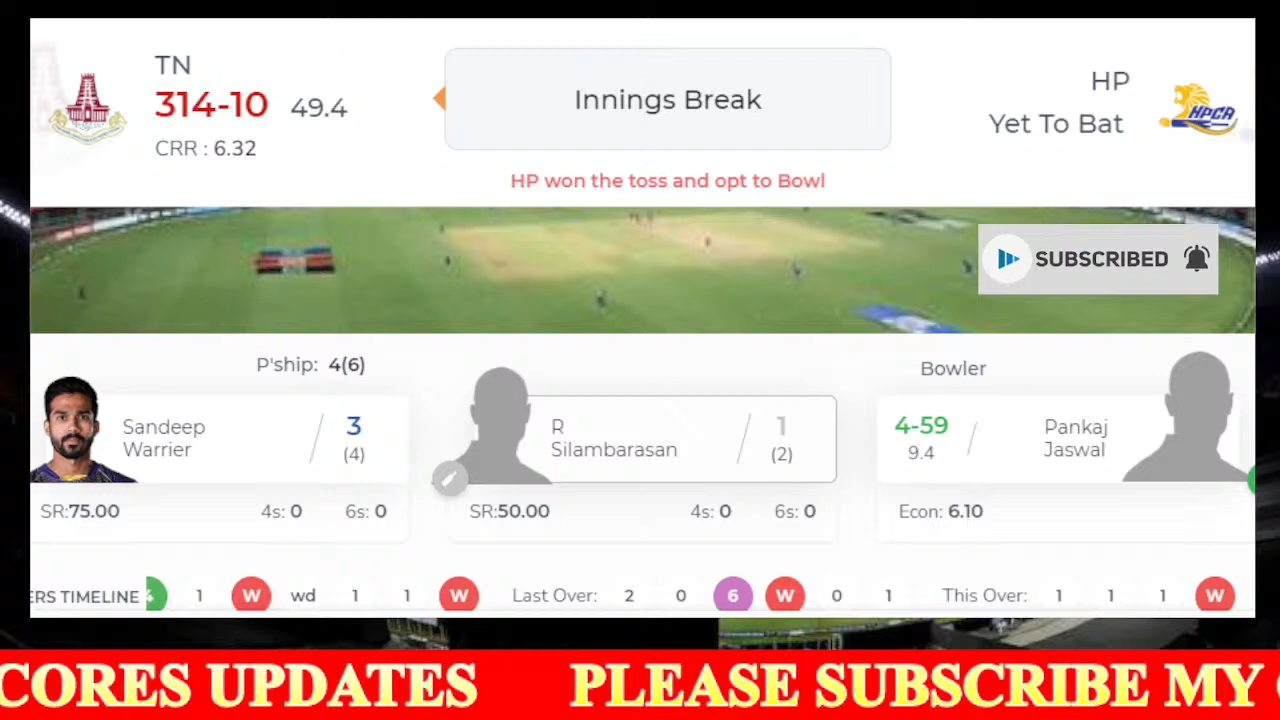 TN
314-10 49.4
CRR : 6.32
Innings Break
HP won the toss and opt to Bowl
HP
Yet To Bat
HPCA
SUBSCRIBED
P'ship: 4(6)
Sandeep
Warrier
3
(4)
SR:75.00 4s: 0 6s: 0
R
Silambarasan
1
(2)
SR:50.00 4s: 0 6s: 0
Bowler
4-59
9.4
Pankaj
Jaswal
Econ: 6.10
ERS TIMELINE 4 1 W wd 1 1 W Last Over: 2 0 6 W 0 1 This Over: 1 1 1 W
CORES UPDATES PLEASE SUBSCRIBE MY